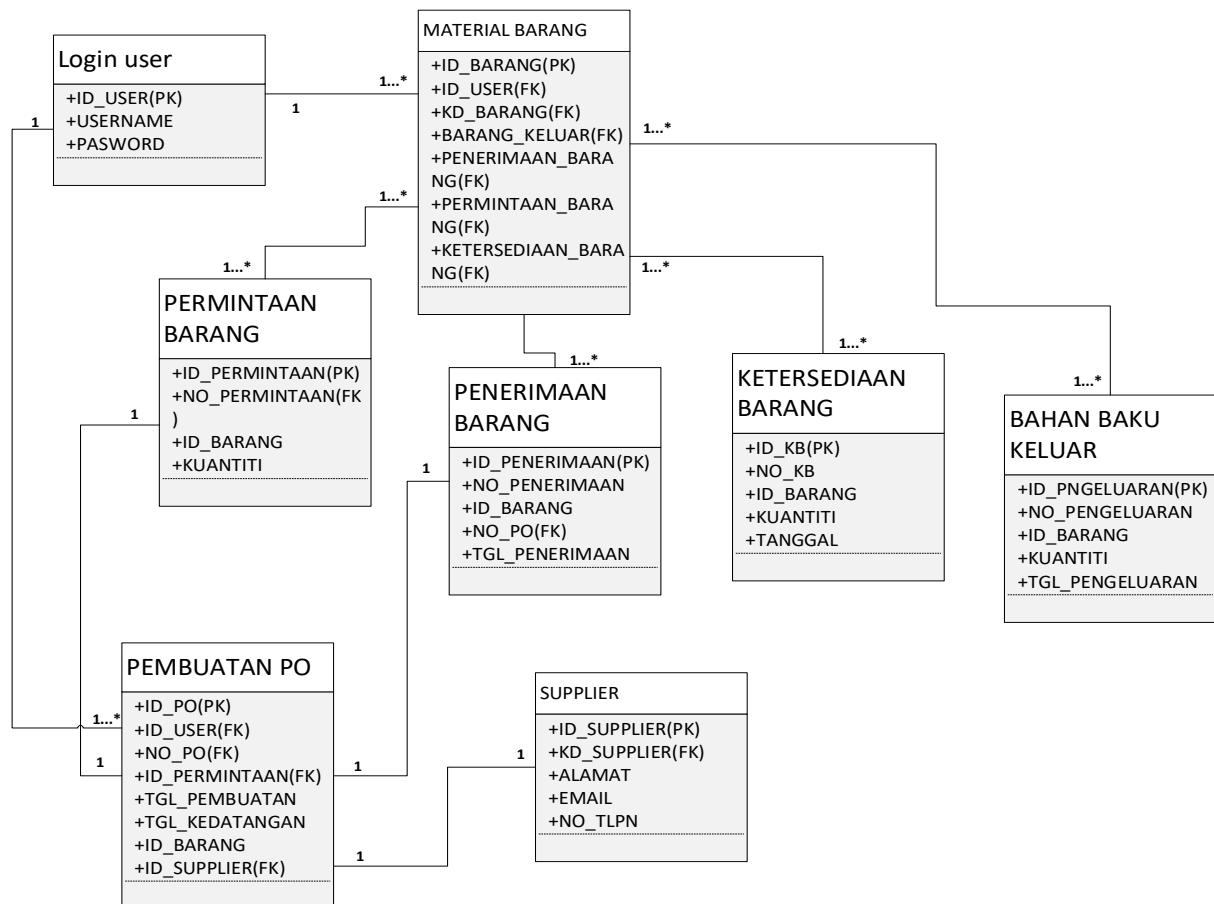 Login user
+ID_USER(PK)
+USERNAME
+PASWORD
1
1
1...*
MATERIAL BARANG
+ID_BARANG(PK)
+ID_USER(FK)
+KD_BARANG(FK)
+BARANG_KELUAR(FK)
+PENERIMAAN_BARA
NG(FK)
+PERMINTAAN_BARA
NG(FK)
+KETERSEDIAAN_BARA
NG(FK)
1...*
1...*
1...*
1...*
PERMINTAAN
BARANG
+ID_PERMINTAAN(PK)
+NO_PERMINTAAN(FK
)
+ID_BARANG
+KUANTITI
1
1...*
PENERIMAAN
BARANG
+ID_PENERIMAAN(PK)
+NO_PENERIMAAN
+ID_BARANG
+NO_PO(FK)
+TGL_PENERIMAAN
1
1...*
KETERSEDIAAN
BARANG
+ID_KB(PK)
+NO_KB
+ID_BARANG
+KUANTITI
+TANGGAL
1...*
BAHAN BAKU
KELUAR
+ID_PNGELUARAN(PK)
+NO_PENGELUARAN
+ID_BARANG
+KUANTITI
+TGL_PENGELUARAN
PEMBUATAN PO
+ID_PO(PK)
+ID_USER(FK)
+NO_PO(FK)
+ID_PERMINTAAN(FK)
+TGL_PEMBUATAN
+TGL_KEDATANGAN
+ID_BARANG
+ID_SUPPLIER(FK)
1...*
1
1
1
SUPPLIER
+ID_SUPPLIER(PK)
+KD_SUPPLIER(FK)
+ALAMAT
+EMAIL
+NO_TLPN
1